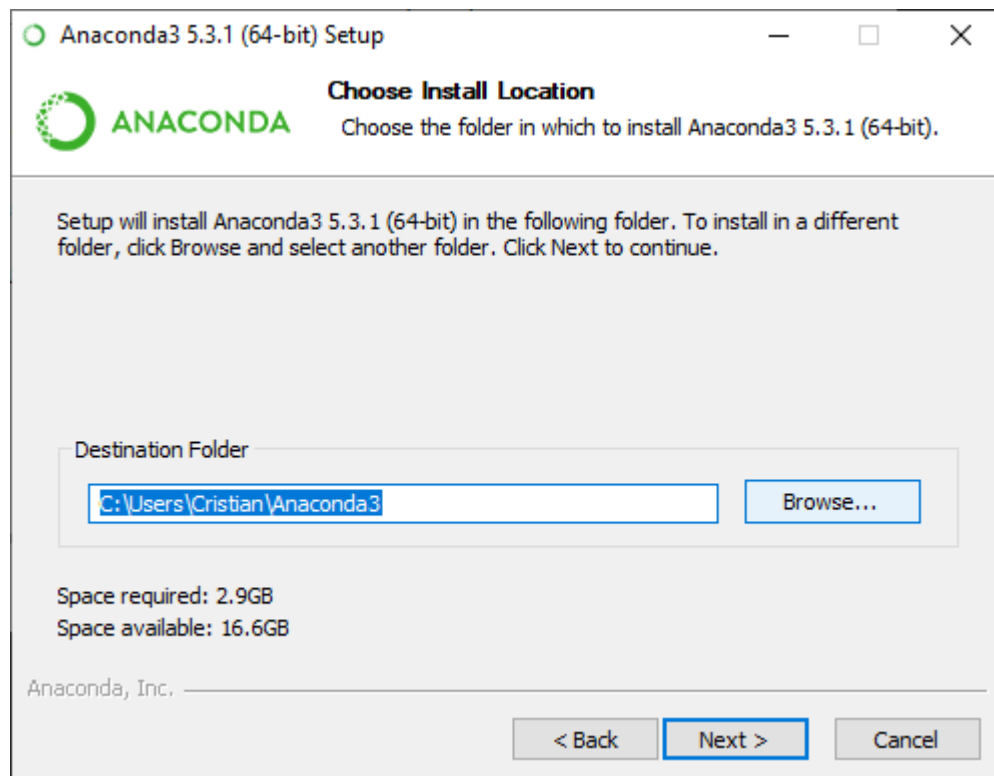 Anaconda3 5.3.1 (64-bit) Setup
ANACONDA
Choose Install Location
Choose the folder in which to install Anaconda3 5.3.1 (64-bit).
Setup will install Anaconda3 5.3.1 (64-bit) in the following folder. To install in a different
folder, click Browse and select another folder. Click Next to continue.
Destination Folder
C:\Users\Cristian\Anaconda3
Browse...
Space required: 2.9GB
Space available: 16.6GB
Anaconda, Inc.
< Back
Next >
Cancel